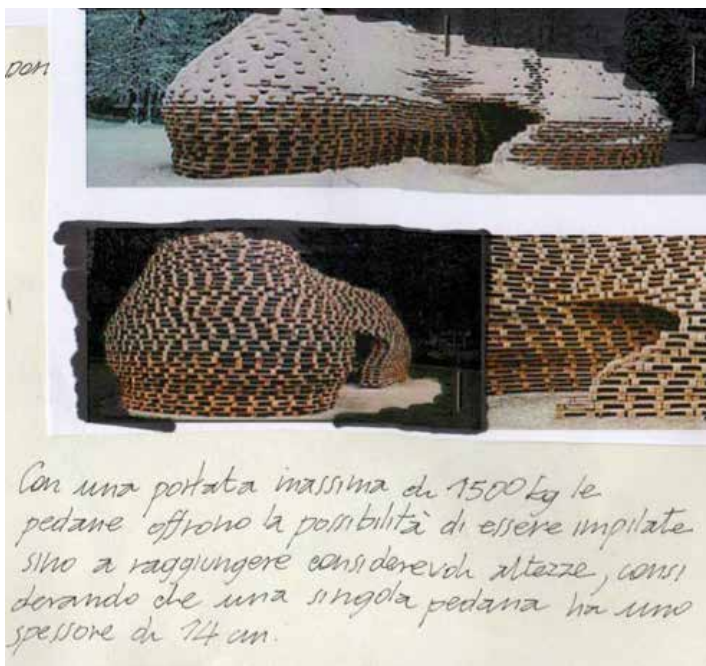 pon
Con una portata massima di 1500 kg le
pedane offrono la possibilità di essere impilate
sino a raggiungere considerevoli altezze, consi
derando che una singola pedana ha uno
spessore di 14 cm.